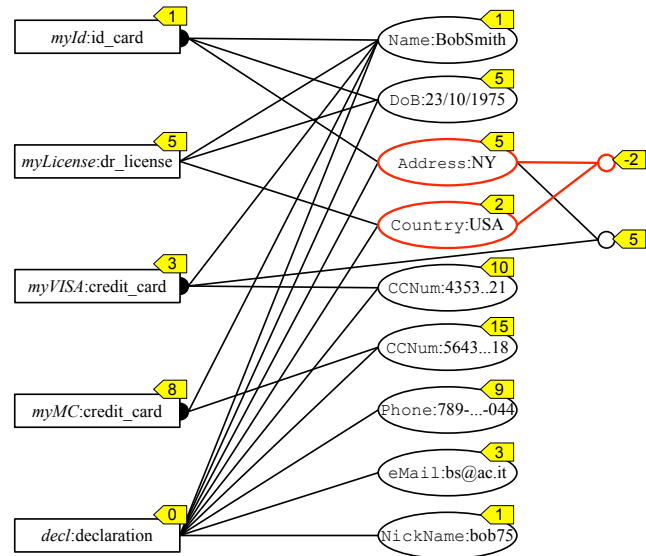 1
myId:id_card
5
myLicense:dr_license
3
myVISA:credit_card
8
myMC:credit_card
0
decl:declaration
1
Name:BobSmith
5
DoB:23/10/1975
5
Address:NY
2
Country:USA
10
CCNum:4353..21
15
CCNum:5643...18
9
Phone:789-...-044
3
eMail:bs@ac.it
1
NickName:bob75
-2
5